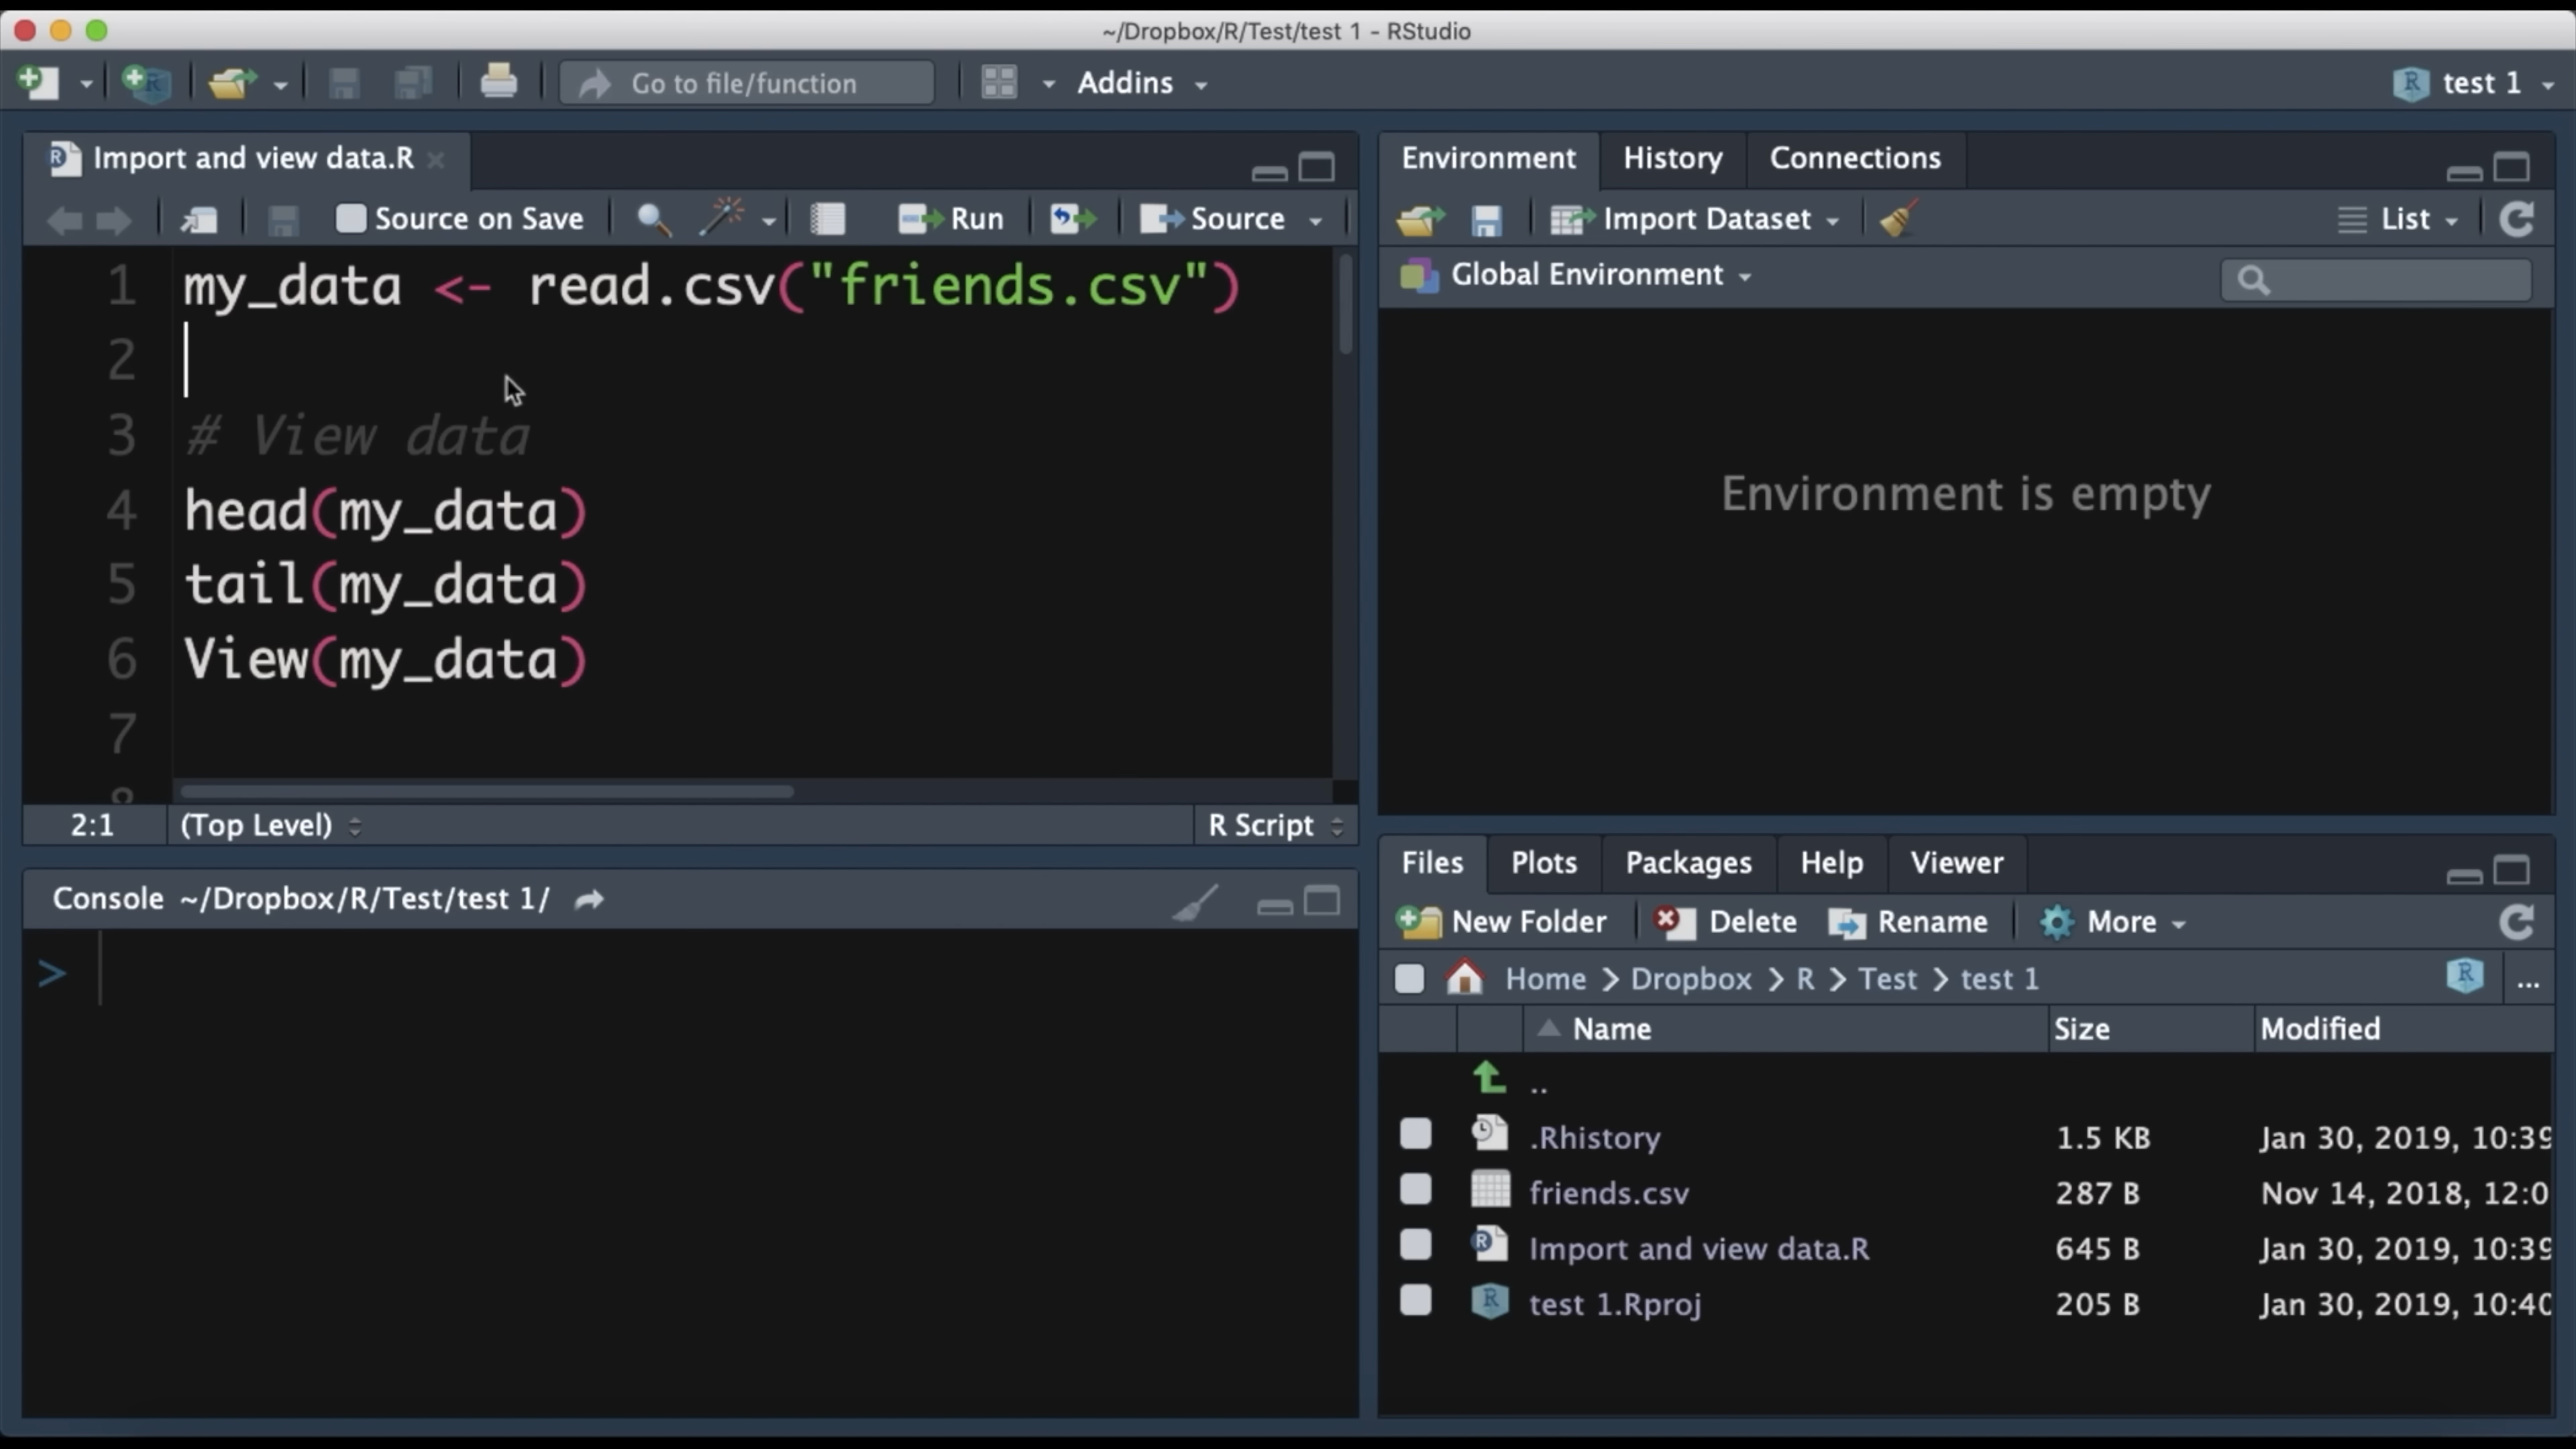 ~/Dropbox/R/Test/test 1 - RStudio
Go to file/function
Addins
test 1
Import and view data.R
Source on Save
Run
Source
1 my_data <- read.csv("friends.csv")
2
3 # View data
4 head(my_data)
5 tail(my_data)
6 View(my_data)
7
2:1 (Top Level) R Script
Console ~/Dropbox/R/Test/test 1/
>
Environment History Connections
Import Dataset List
Global Environment
Environment is empty
Files Plots Packages Help Viewer
New Folder Delete Rename More
Home > Dropbox > R > Test > test 1 ...
Name Size Modified
..
.Rhistory 1.5 KB Jan 30, 2019, 10:39
friends.csv 287 B Nov 14, 2018, 12:0
Import and view data.R 645 B Jan 30, 2019, 10:39
test 1.Rproj 205 B Jan 30, 2019, 10:40